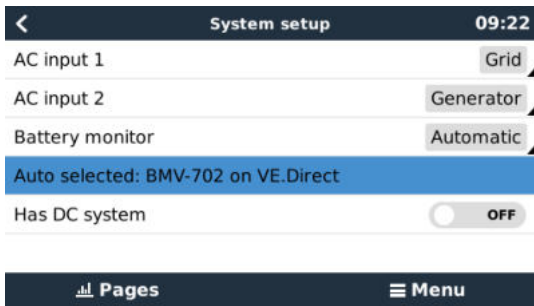 System setup 09:22
AC input 1 Grid
AC input 2 Generator
Battery monitor Automatic
Auto selected: BMV-702 on VE.Direct
Has DC system OFF
Pages Menu